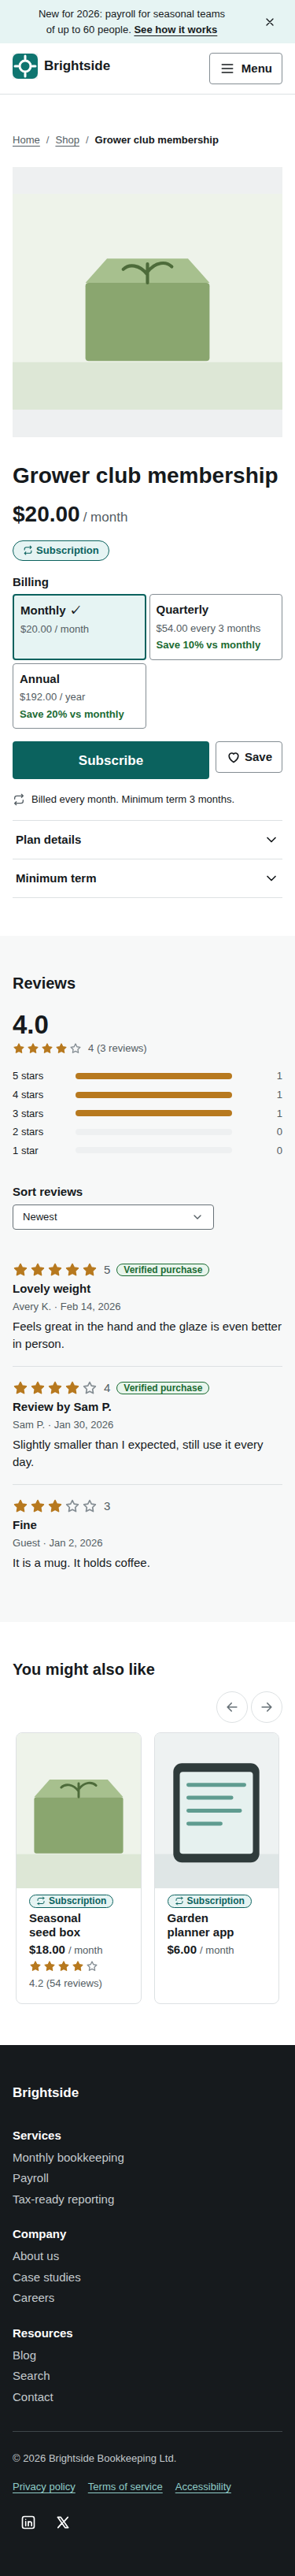 New for 2026: payroll for seasonal teams
of up to 60 people. See how it works
Brightside
Menu
Home / Shop / Grower club membership
Grower club membership
$20.00 / month
Subscription
Billing
Monthly
$20.00 / month
Quarterly
$54.00 every 3 months
Save 10% vs monthly
Annual
$192.00 / year
Save 20% vs monthly
Subscribe
Save
Billed every month. Minimum term 3 months.
Plan details
Minimum term
Reviews
4.0
4 (3 reviews)
5 stars 1
4 stars 1
3 stars 1
2 stars 0
1 star 0
Sort reviews
Newest
5 Verified purchase
Lovely weight
Avery K. · Feb 14, 2026
Feels great in the hand and the glaze is even better
in person.
4 Verified purchase
Review by Sam P.
Sam P. · Jan 30, 2026
Slightly smaller than I expected, still use it every
day.
3
Fine
Guest · Jan 2, 2026
It is a mug. It holds coffee.
You might also like
Subscription
Seasonal
seed box
$18.00 / month
4.2 (54 reviews)
Subscription
Garden
planner app
$6.00 / month
Brightside
Services
Monthly bookkeeping
Payroll
Tax-ready reporting
Company
About us
Case studies
Careers
Resources
Blog
Search
Contact
© 2026 Brightside Bookkeeping Ltd.
Privacy policy Terms of service Accessibility